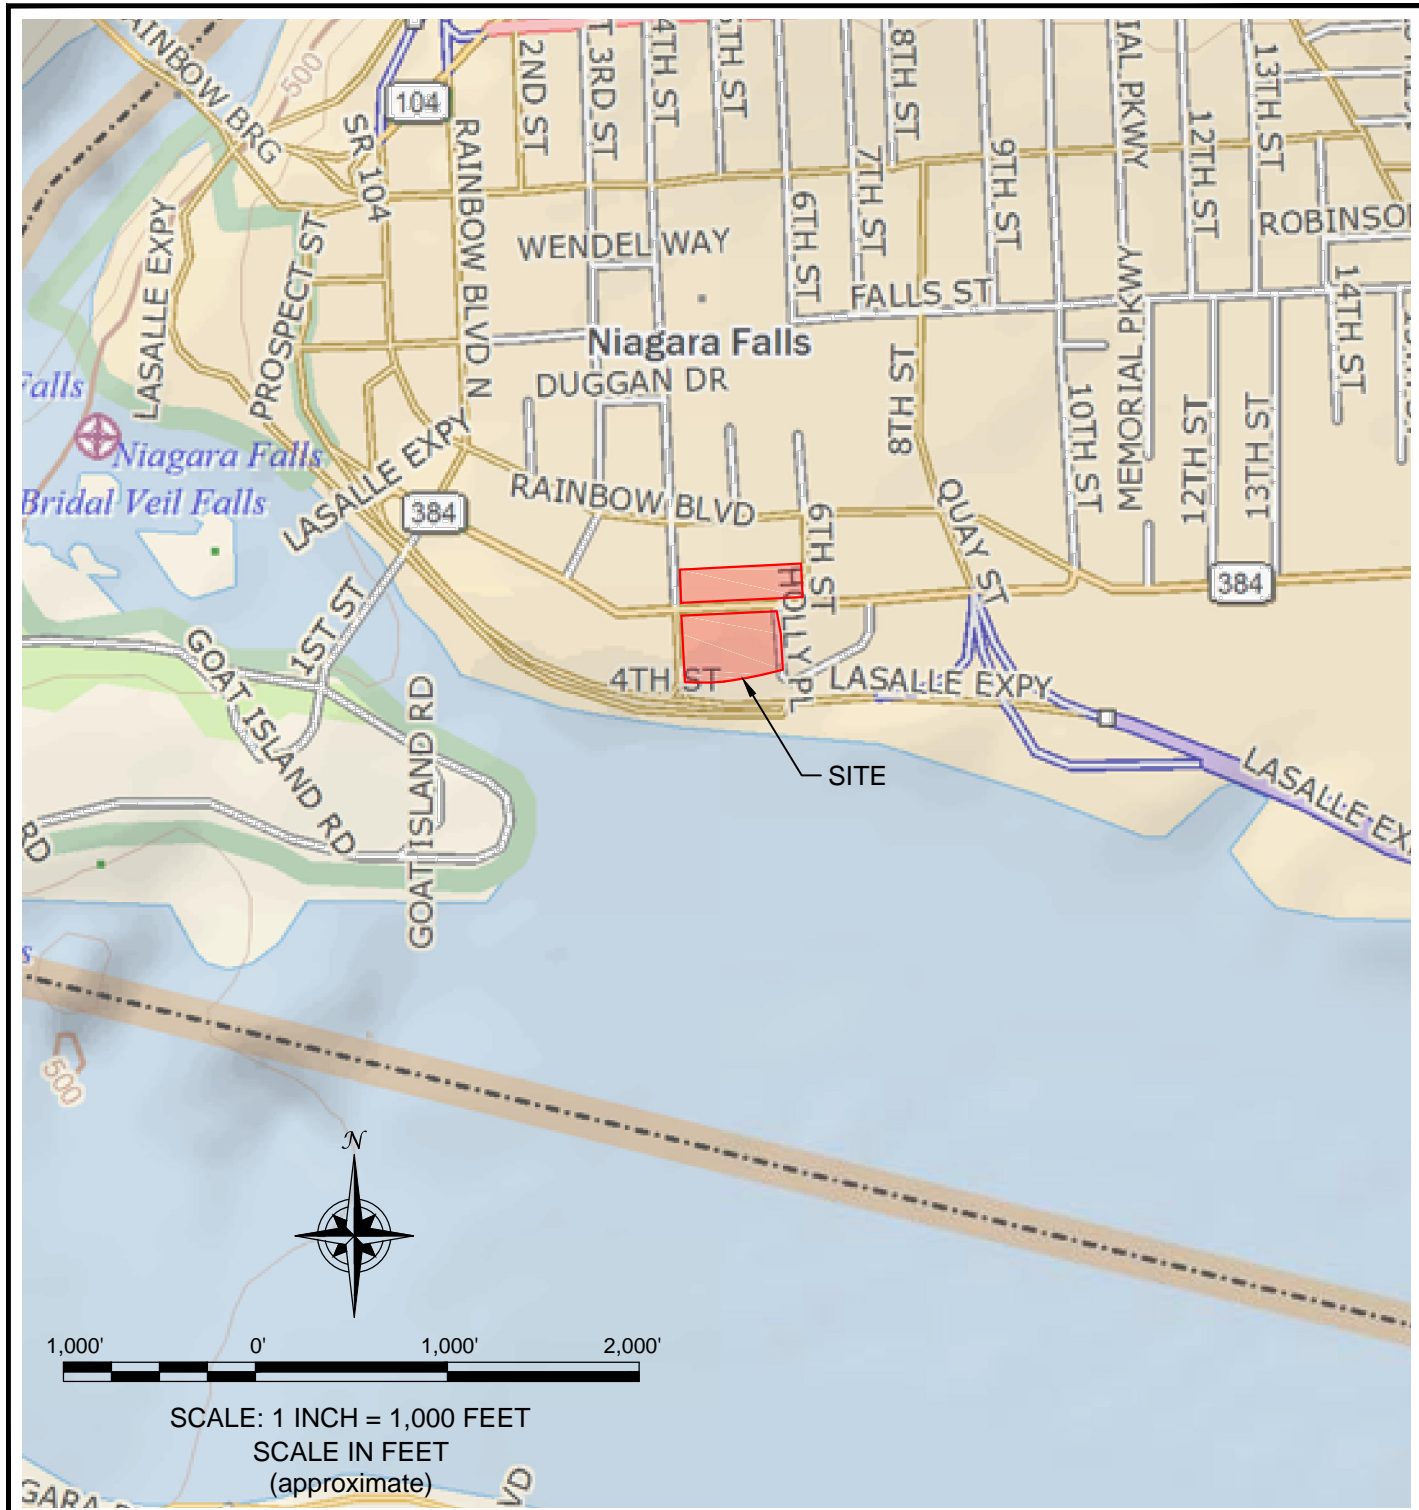 RAINBOW BRG
500
104
SR 104
RAINBOW BLVD N
2ND ST
3RD ST
4TH ST
5TH ST
8TH ST
7TH ST
6TH ST
9TH ST
IAL PKWY
12TH ST
13TH ST
ROBINSO
WENDEL WAY
FALLS ST
LASALLE EXPY
PROSPECT ST
Niagara Falls
DUGGAN DR
8TH ST
10TH ST
MEMORIAL PKWY
12TH ST
13TH ST
14TH ST
Falls
Niagara Falls
Bridal Veil Falls
LASALLE EXPY
384
RAINBOW BLVD
6TH ST
QUAY ST
384
HOLLY PL
1ST ST
4TH ST
LASALLE EXPY
GOAT ISLAND RD
GOAT ISLAND RD
SITE
LASALLE EXP
RD
s
500
N
1,000' 0' 1,000' 2,000'
SCALE: 1 INCH = 1,000 FEET
SCALE IN FEET
(approximate)
GARA
VD